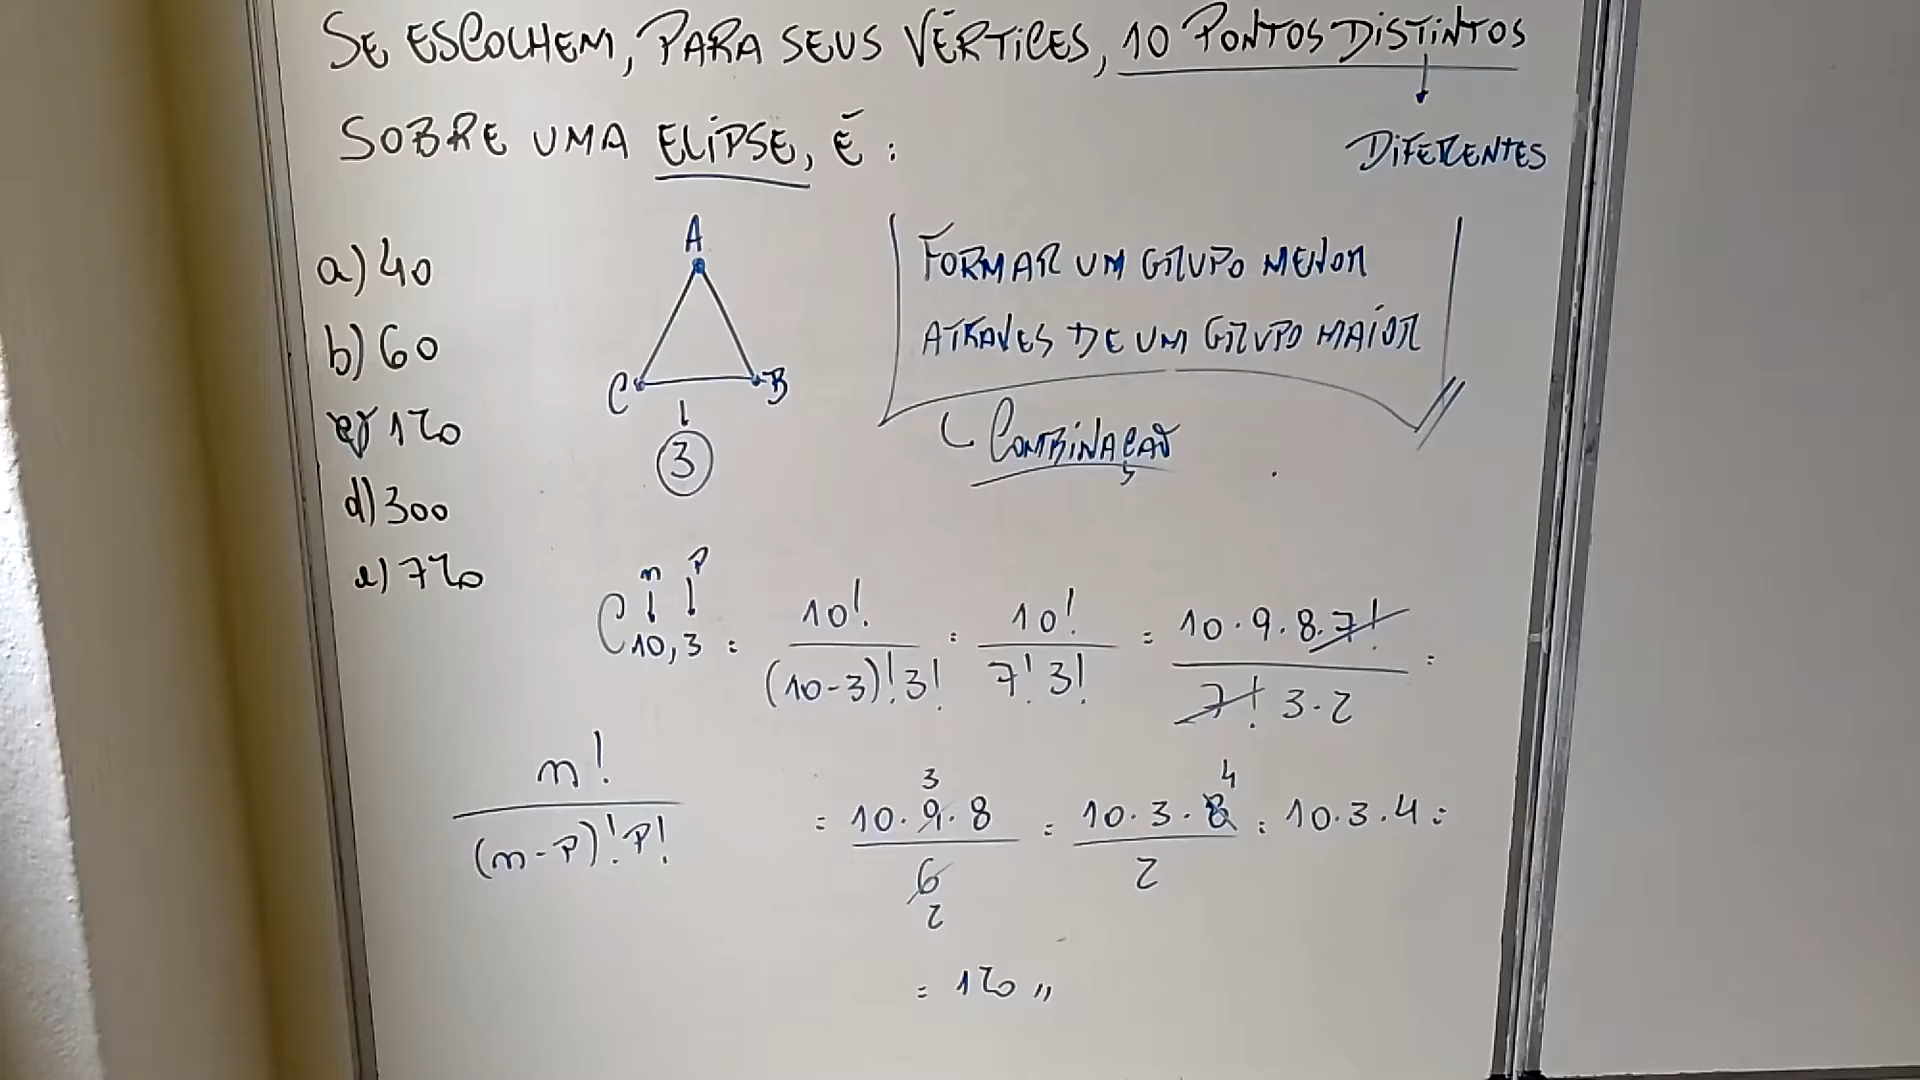 SE ESCOLHEM, PARA SEUS VÉRTICES, 10 PONTOS DISTINTOS
SOBRE UMA ELIPSE, É:
DIFERENTES
a) 40
b) 60
c) 120
d) 300
e) 720
A
C B
3
FORMAR UM GRUPO MENOR
ATRAVES DE UM GRUPO MAIOR
COMBINAÇÃO
n p
C10,3 = 10!/(10-3)!3! = 10!/7!3! = 10.9.8.7!/7!3.2 =
n!/(n-p)!p!
= 10.9.8/6 = 10.3.8/2 = 10.3.4 =
3 4
2
= 120 //